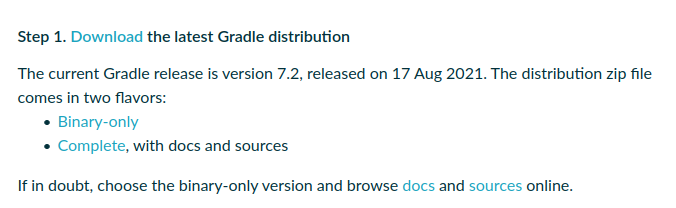 Step 1. Download the latest Gradle distribution
The current Gradle release is version 7.2, released on 17 Aug 2021. The distribution zip file
comes in two flavors:
• Binary-only
• Complete, with docs and sources
If in doubt, choose the binary-only version and browse docs and sources online.